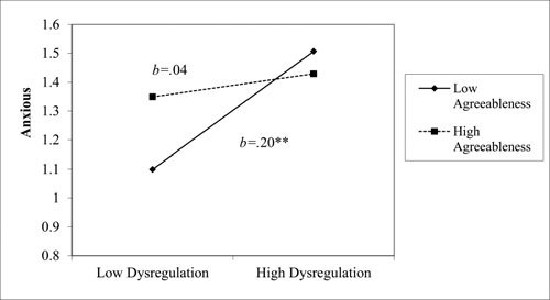 1.6
1.5
1.4
1.3
1.2
1.1
1
0.9
0.8
Anxious
b=.04
b=.20**
Low Dysregulation
High Dysregulation
Low
Agreeableness
High
Agreeableness